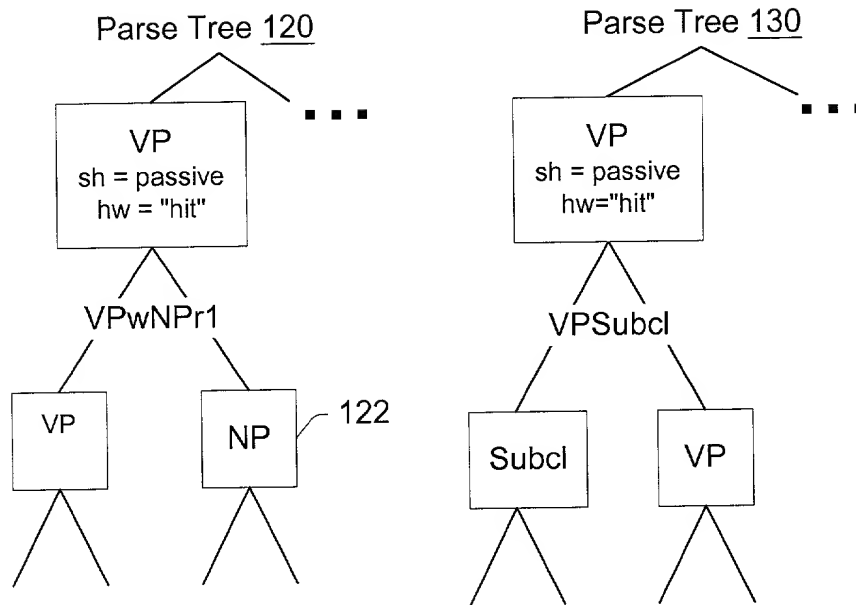 Parse Tree 120
VP
sh = passive
hw = "hit"
VPwNPr1
VP
NP
122
Parse Tree 130
VP
sh = passive
hw="hit"
VPSubcl
Subcl
VP